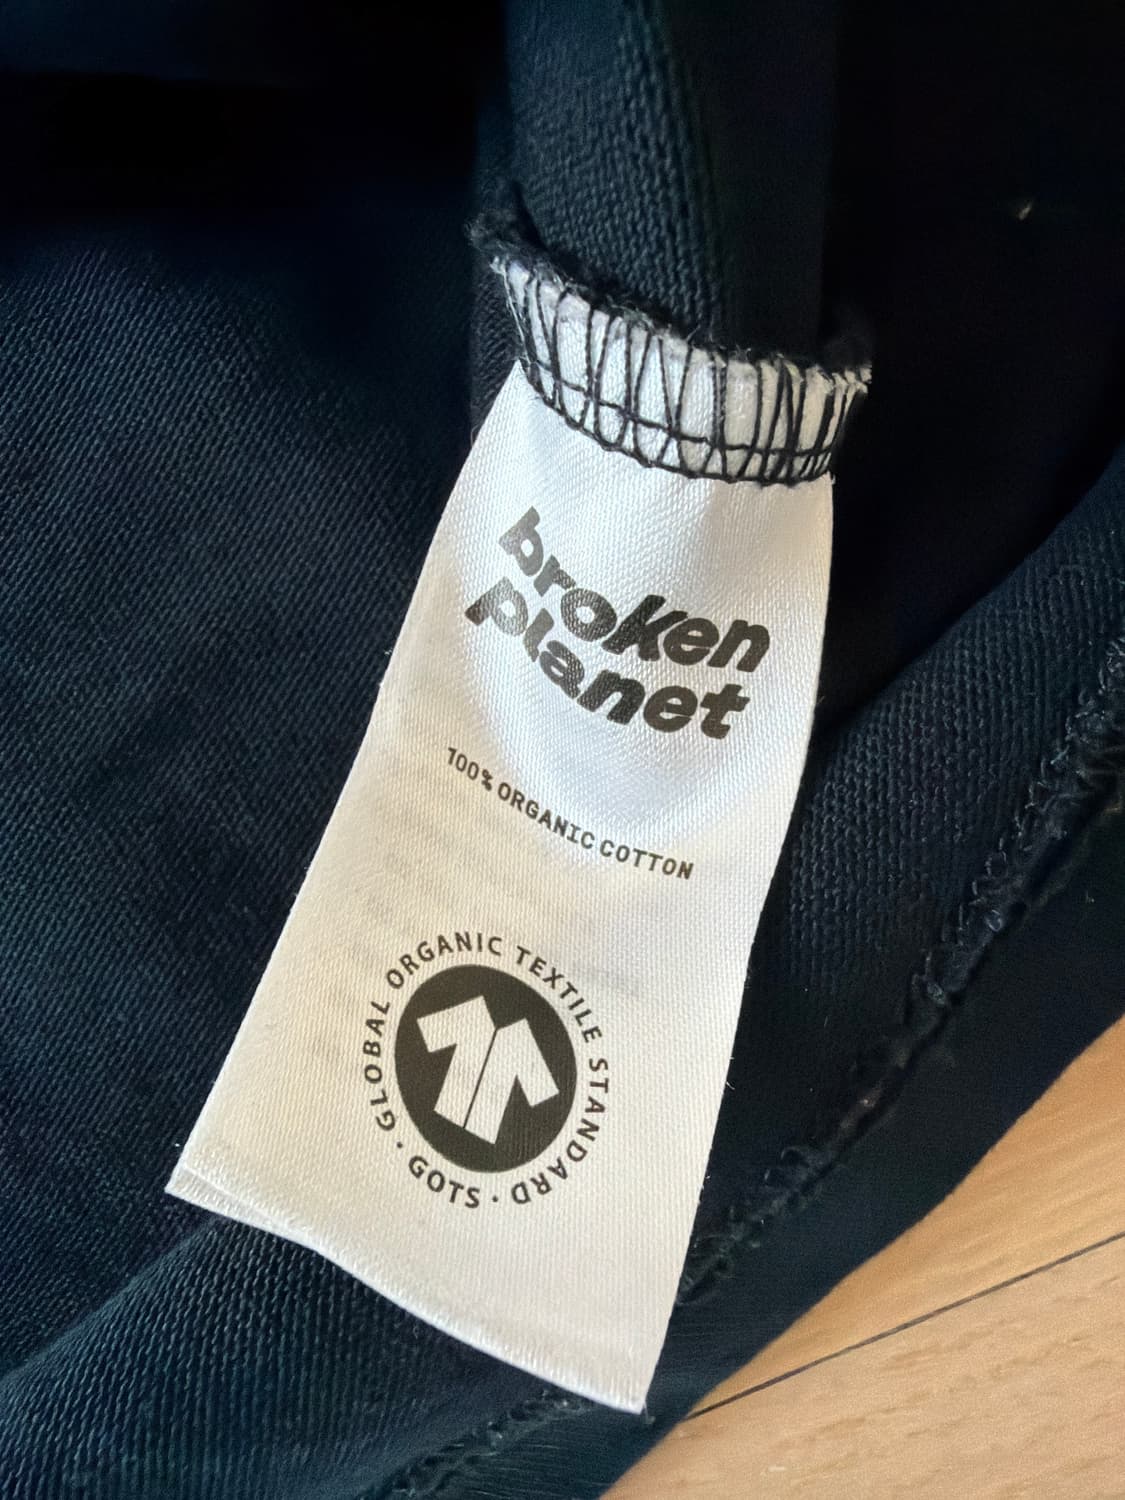 broken
planet
100% ORGANIC COTTON
GLOBAL ORGANIC TEXTILE STANDARD · GOTS ·